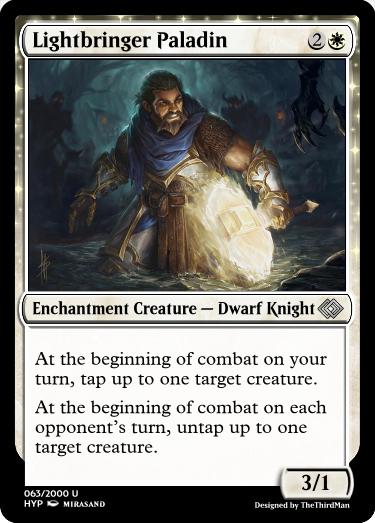 Lightbringer Paladin 2
Enchantment Creature — Dwarf Knight
At the beginning of combat on your
turn, tap up to one target creature.
At the beginning of combat on each
opponent's turn, untap up to one
target creature.
3/1
063/2000 U
HYP MIRASAND
Designed by TheThirdMan